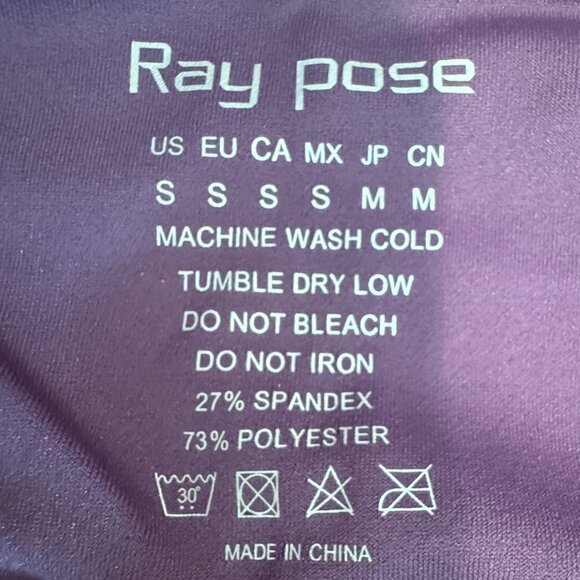 Ray pose
US EU CA MX JP CN
S S S S M M
MACHINE WASH COLD
TUMBLE DRY LOW
DO NOT BLEACH
DO NOT IRON
27% SPANDEX
73% POLYESTER
30°
MADE IN CHINA